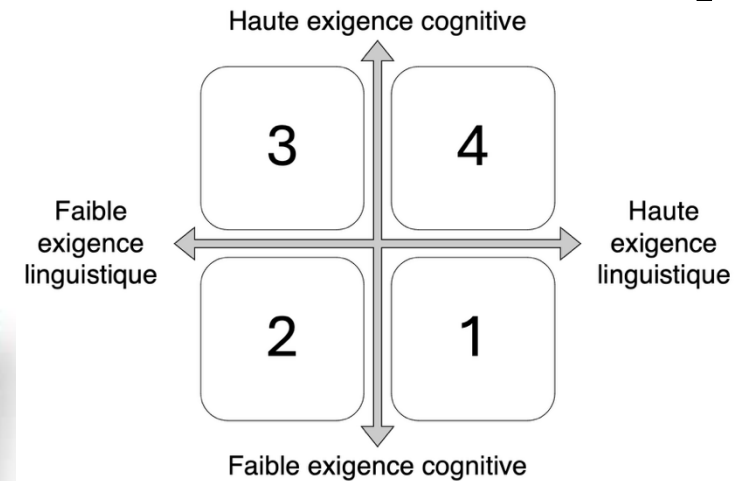 Haute exigence cognitive
3
4
Faible
exigence
linguistique
Haute
exigence
linguistique
2
1
Faible exigence cognitive